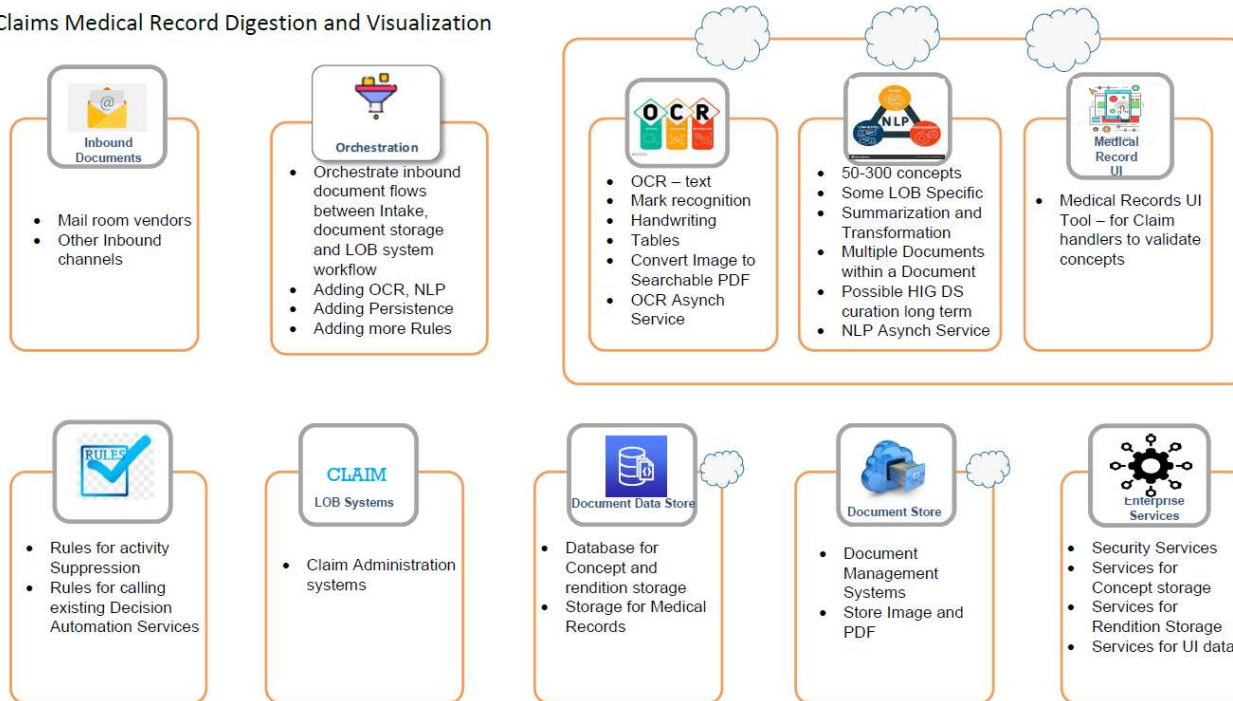 Claims Medical Record Digestion and Visualization
@
Inbound
Documents
Mail room vendors
Other Inbound
channels
Orchestration
Orchestrate inbound
document flows
between Intake,
document storage
and LOB system
workflow
Adding OCR, NLP
Adding Persistence
Adding more Rules
OCR
OCR – text
Mark recognition
Handwriting
Tables
Convert Image to
Searchable PDF
OCR Asynch
Service
NLP
50-300 concepts
Some LOB Specific
Summarization and
Transformation
Multiple Documents
within a Document
Possible HIG DS
curation long term
NLP Asynch Service
Medical
Record
UI
Medical Records UI
Tool – for Claim
handlers to validate
concepts
RULES
Rules for activity
Suppression
Rules for calling
existing Decision
Automation Services
CLAIM
LOB Systems
Claim Administration
systems
Document Data Store
Database for
Concept and
rendition storage
Storage for Medical
Records
Document Store
Document
Management
Systems
Store Image and
PDF
Enterprise
Services
Security Services
Services for
Concept storage
Services for
Rendition Storage
Services for UI data